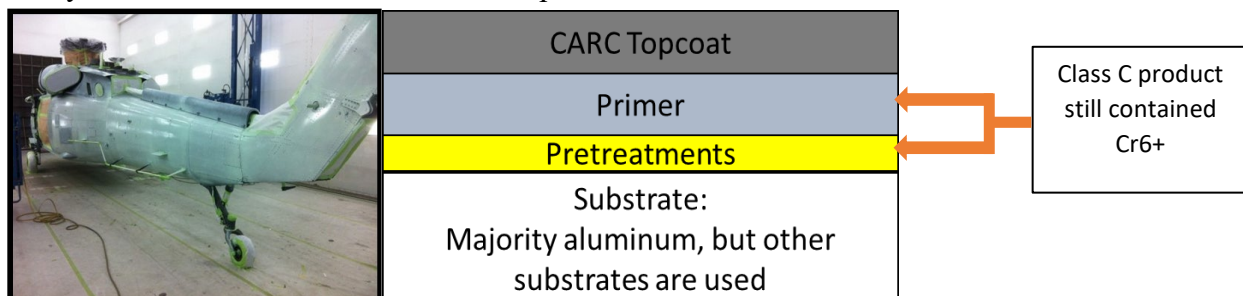 CARC Topcoat
Primer
Pretreatments
Substrate:
Majority aluminum, but other
substrates are used
Class C product
still contained
Cr6+